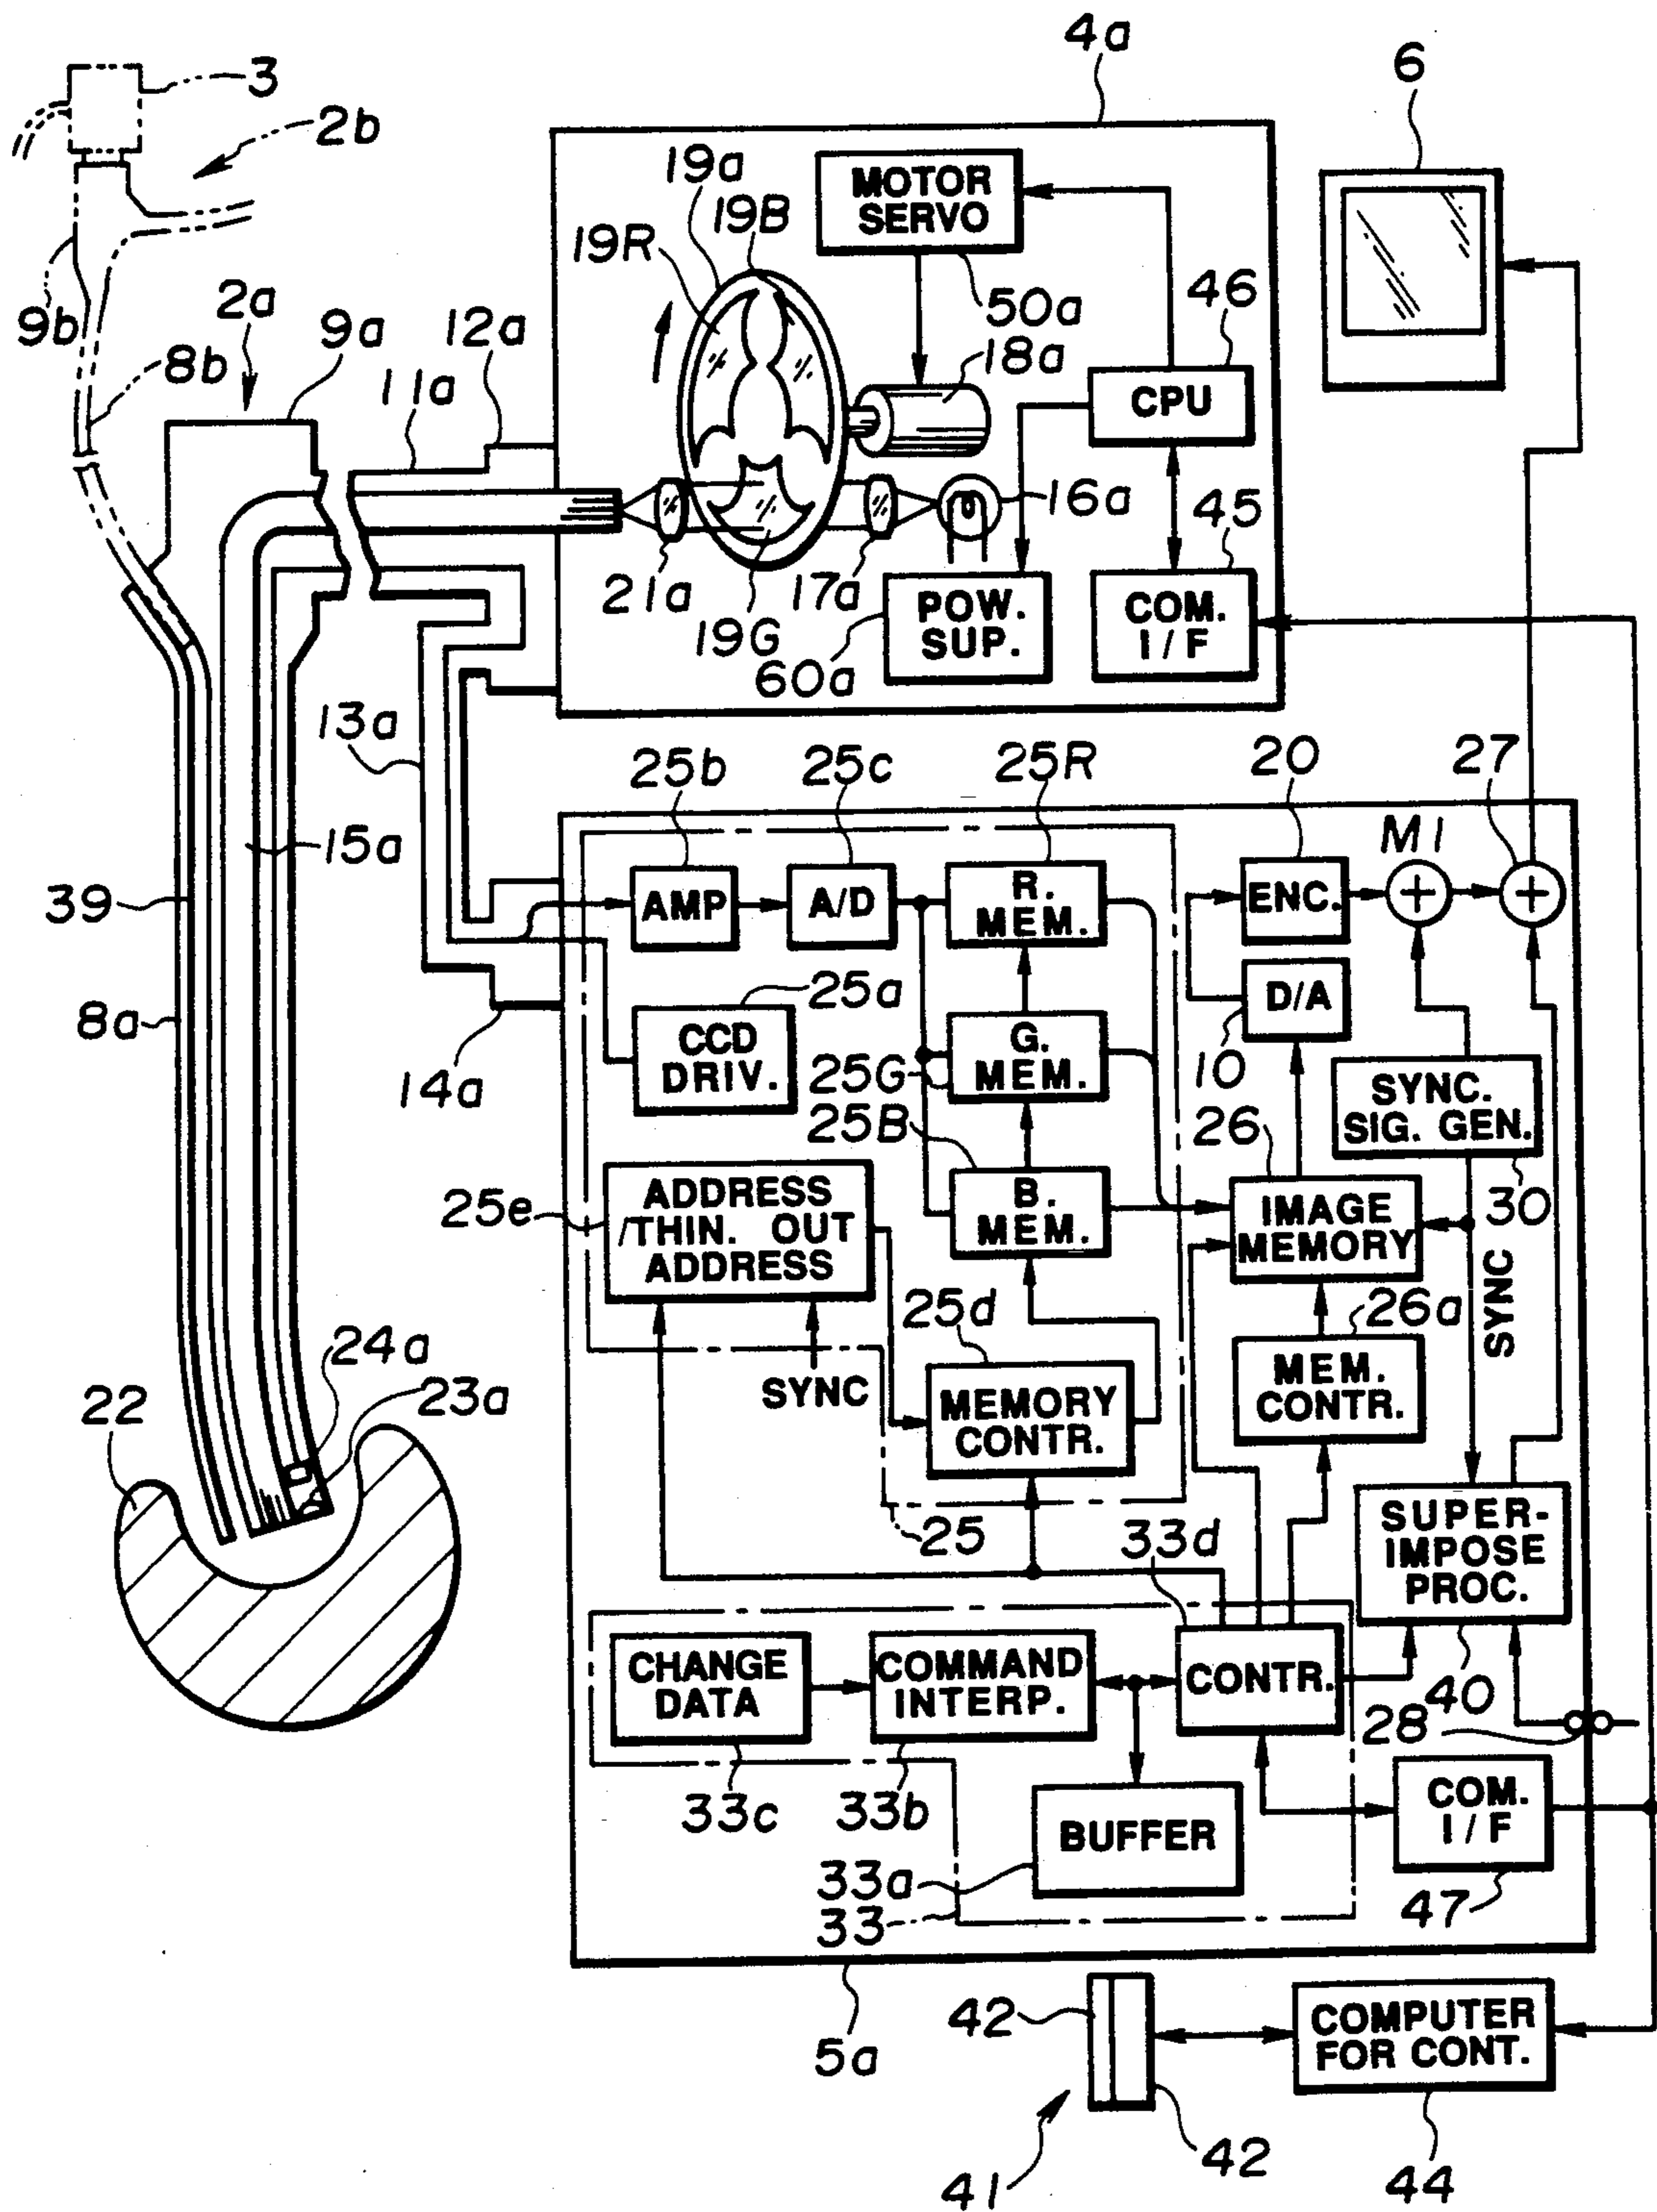 4a
6
3
2b
19a
19B
19R
MOTOR
SERVO
50a
46
9b
2a
9a
12a
8b
11a
18a
CPU
16a
45
21a
17a
19G
POW.
SUP.
COM.
I/F
60a
13a
25b
25c
25R
20
27
M1
15a
39
AMP
A/D
R.
MEM.
ENC.
25a
D/A
8a
CCD
DRIV.
G.
MEM.
14a
25G
10
SYNC.
SIG. GEN.
25B
26
25e
ADDRESS
/THIN. OUT
ADDRESS
B.
MEM.
IMAGE
MEMORY
30
SYNC
25d
26a
24a
23a
22
SYNC
MEMORY
CONTR.
MEM.
CONTR.
25
33d
SUPER-
IMPOSE
PROC.
CHANGE
DATA
COMMAND
INTERP.
CONTR.
40
28
33c
33b
BUFFER
COM.
I/F
33a
33
47
5a
42
COMPUTER
FOR CONT.
42
41
44